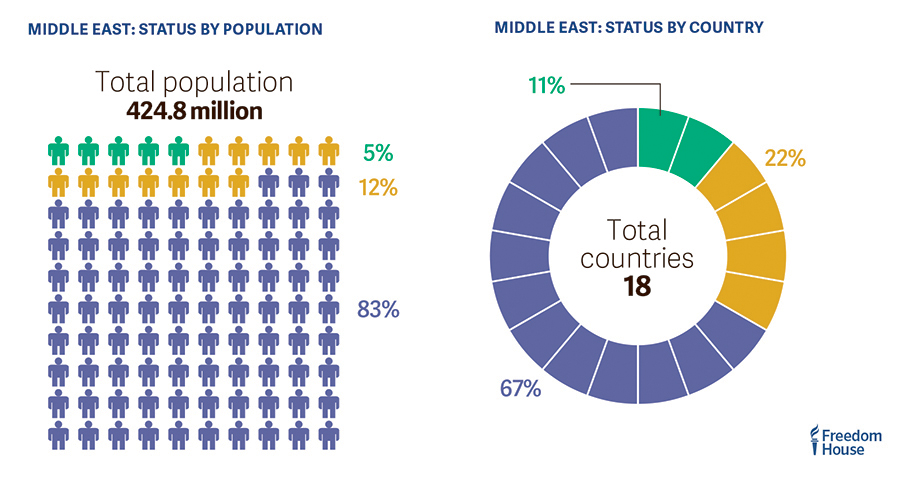 MIDDLE EAST: STATUS BY POPULATION
Total population
424.8 million
5%
12%
83%
MIDDLE EAST: STATUS BY COUNTRY
11%
22%
Total
countries
18
67%
Freedom
House